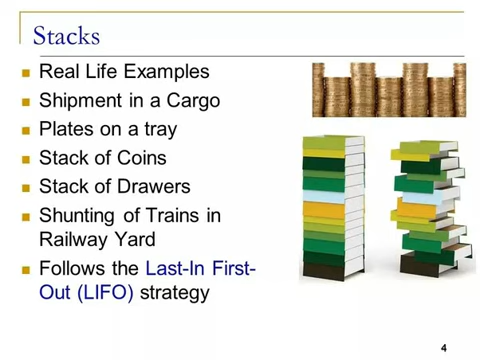 Stacks
Real Life Examples
Shipment in a Cargo
Plates on a tray
Stack of Coins
Stack of Drawers
Shunting of Trains in
Railway Yard
Follows the Last-In First-
Out (LIFO) strategy
4